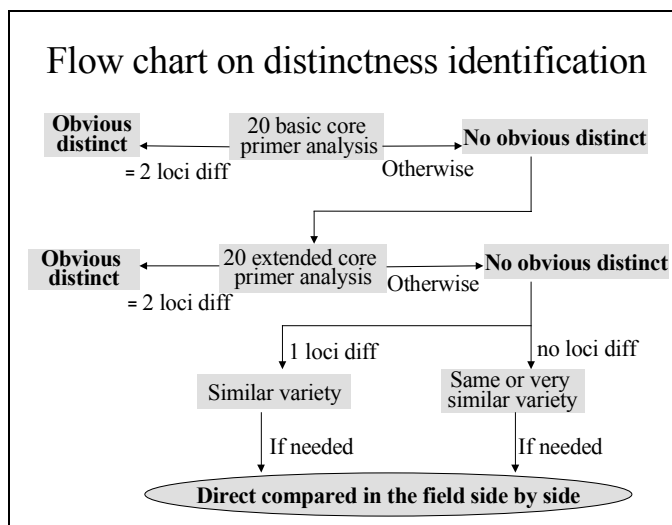 Flow chart on distinctness identification
Obvious
distinct
20 basic core
primer analysis
No obvious distinct
= 2 loci diff
Otherwise
Obvious
distinct
20 extended core
primer analysis
No obvious distinct
= 2 loci diff
Otherwise
1 loci diff
no loci diff
Similar variety
Same or very
similar variety
If needed
If needed
Direct compared in the field side by side